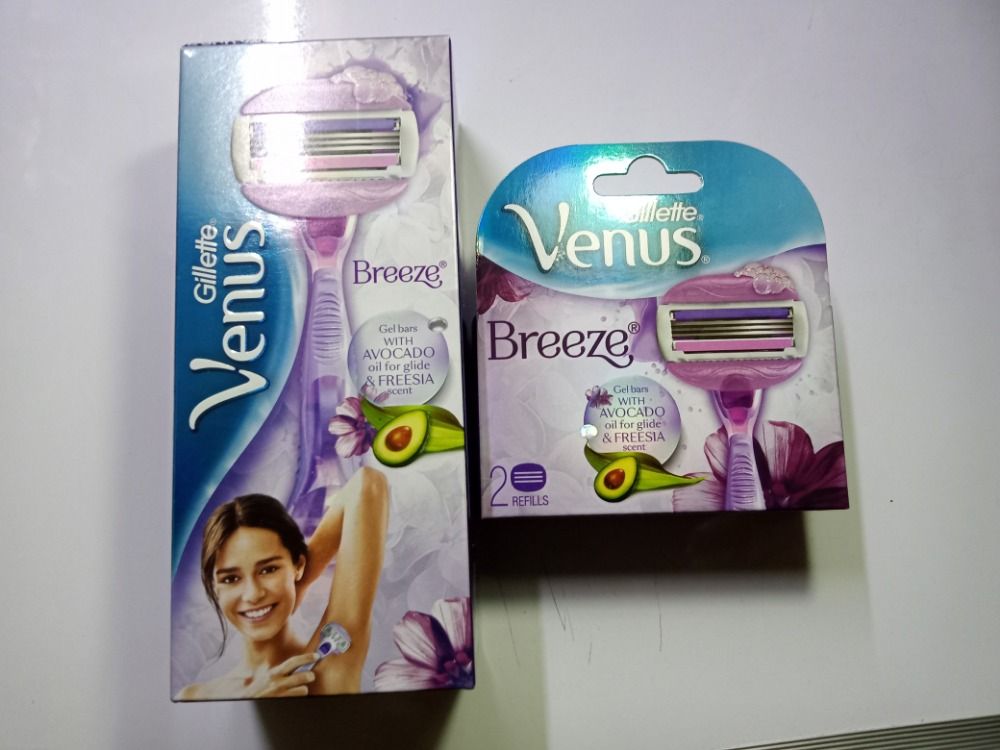 Gillette
Venus
Breeze®
Gel bars
WITH
AVOCADO
oil for glide
& FREESIA
scent
Gillette®
Venus®
Breeze®
Gel bars
WITH
AVOCADO
oil for glide
& FREESIA
scent
2 REFILLS